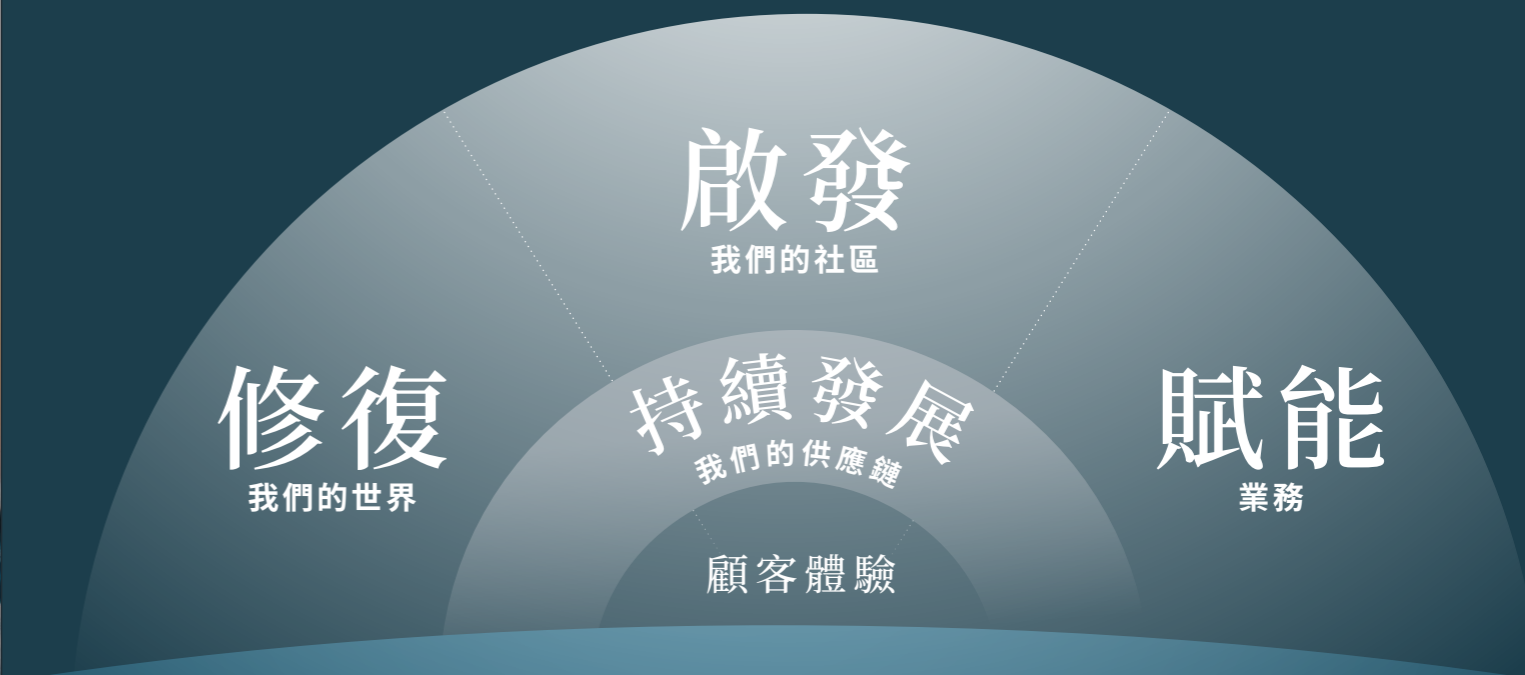 啟發
我們的社區
修復
我們的世界
持續發展
我們的供應鏈
賦能
業務
顧客體驗